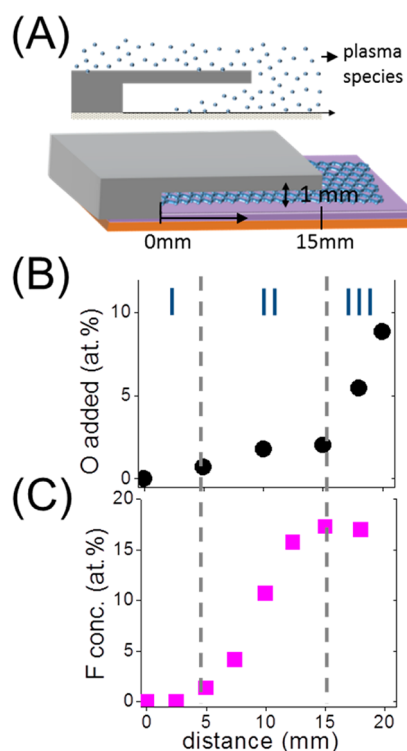 (A)
plasma
species
1 mm
0mm
15mm
(B)
I
II
III
10
5
0
O added (at.%)
(C)
20
15
10
5
0
F conc. (at.%)
0 5 10 15 20
distance (mm)